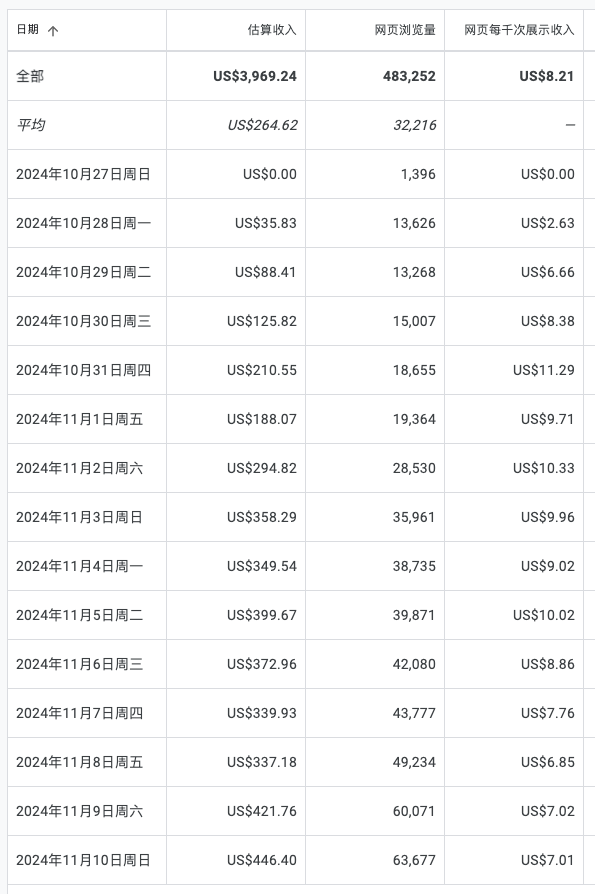 日期 ↑ 估算收入 网页浏览量 网页每千次展示收入
全部 US$3,969.24 483,252 US$8.21
平均 US$264.62 32,216 —
2024年10月27日周日 US$0.00 1,396 US$0.00
2024年10月28日周一 US$35.83 13,626 US$2.63
2024年10月29日周二 US$88.41 13,268 US$6.66
2024年10月30日周三 US$125.82 15,007 US$8.38
2024年10月31日周四 US$210.55 18,655 US$11.29
2024年11月1日周五 US$188.07 19,364 US$9.71
2024年11月2日周六 US$294.82 28,530 US$10.33
2024年11月3日周日 US$358.29 35,961 US$9.96
2024年11月4日周一 US$349.54 38,735 US$9.02
2024年11月5日周二 US$399.67 39,871 US$10.02
2024年11月6日周三 US$372.96 42,080 US$8.86
2024年11月7日周四 US$339.93 43,777 US$7.76
2024年11月8日周五 US$337.18 49,234 US$6.85
2024年11月9日周六 US$421.76 60,071 US$7.02
2024年11月10日周日 US$446.40 63,677 US$7.01